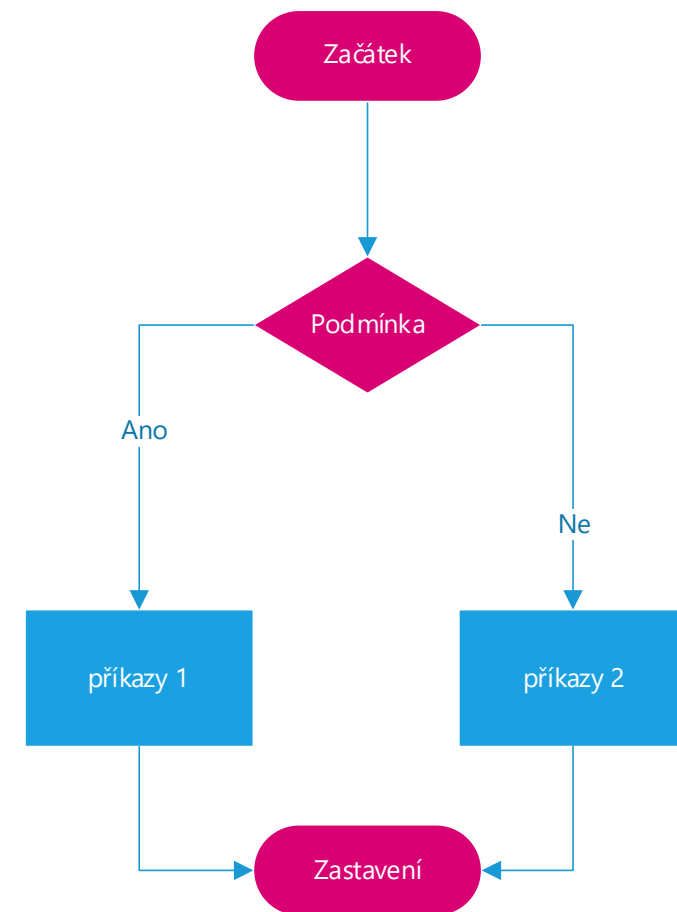 Začátek
Podmínka
Ano
Ne
příkazy 1
příkazy 2
Zastavení